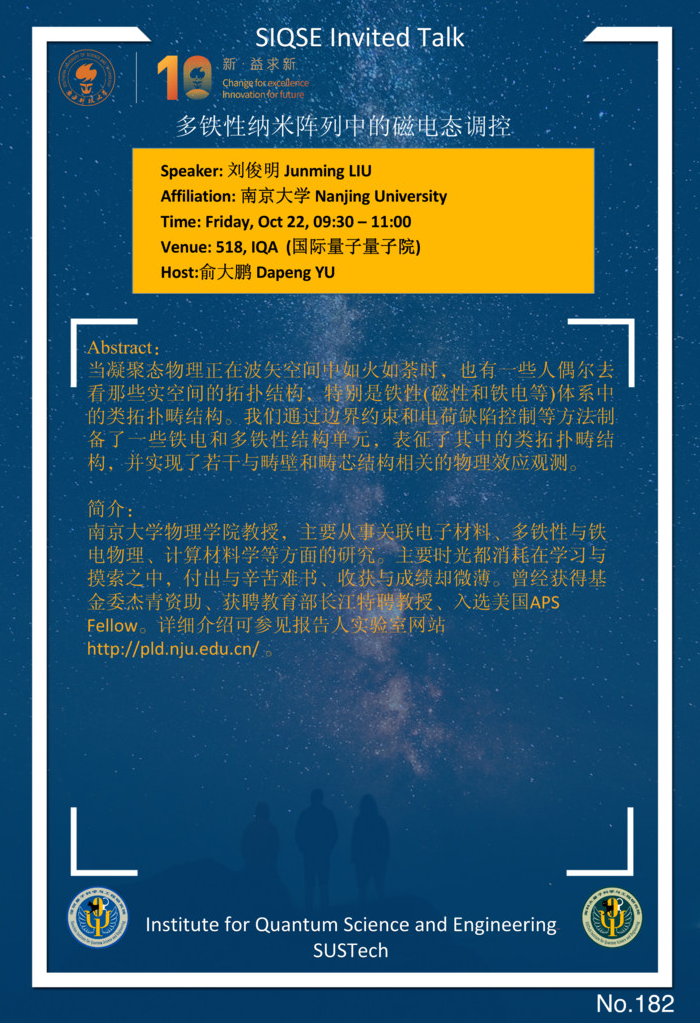 SIQSE Invited Talk
新 益求新
Change for excellence
Innovation for future
多铁性纳米阵列中的磁电态调控
Speaker: 刘俊明 Junming LIU
Affiliation: 南京大学 Nanjing University
Time: Friday, Oct 22, 09:30 – 11:00
Venue: 518, IQA (国际量子量子院)
Host:俞大鹏 Dapeng YU
Abstract：
当凝聚态物理正在波矢空间中如火如荼时，也有一些人偶尔去
看那些实空间的拓扑结构，特别是铁性(磁性和铁电等)体系中
的类拓扑畴结构。我们通过边界约束和电荷缺陷控制等方法制
备了一些铁电和多铁性结构单元，表征了其中的类拓扑畴结
构，并实现了若干与畴壁和畴芯结构相关的物理效应观测。
简介：
南京大学物理学院教授，主要从事关联电子材料、多铁性与铁
电物理、计算材料学等方面的研究。主要时光都消耗在学习与
摸索之中，付出与辛苦难书、收获与成绩却微薄。曾经获得基
金委杰青资助、获聘教育部长江特聘教授、入选美国APS
Fellow。详细介绍可参见报告人实验室网站
http://pld.nju.edu.cn/ 。
Institute for Quantum Science and Engineering
SUSTech
No.182